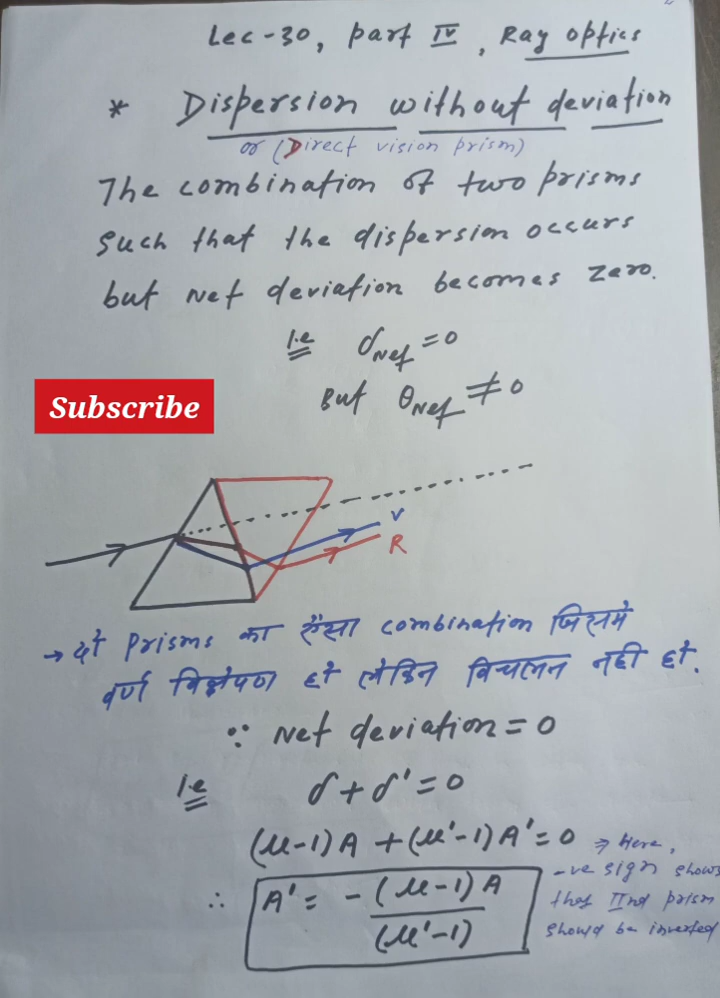 Lec-30, part IV, Ray optics
* Dispersion without deviation
or (Direct vision prism)
The combination of two prisms
such that the dispersion occurs
but net deviation becomes zero.
i.e δnet = 0
But θnet ≠ 0
Subscribe
V
R
→ दो Prisms का ऐसा combination जिसमे
वर्ण विक्षेपण हो लेकिन विचलन नही हो.
∵ Net deviation = 0
i.e δ + δ' = 0
(μ-1)A + (μ'-1)A' = 0 ⇒ Here,
-ve sign shows
that IInd prism
should be inverted
∴ A' = - (μ-1)A / (μ'-1)